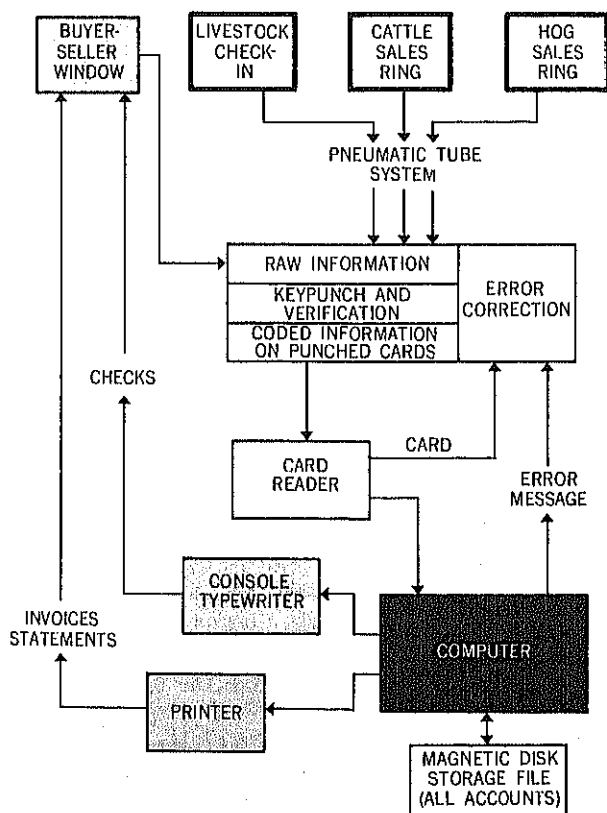 BUYER-
SELLER
WINDOW
LIVESTOCK
CHECK-
IN
CATTLE
SALES
RING
HOG
SALES
RING
PNEUMATIC TUBE
SYSTEM
RAW INFORMATION
KEYPUNCH AND
VERIFICATION
CODED INFORMATION
ON PUNCHED CARDS
ERROR
CORRECTION
CHECKS
CARD
CARD
READER
ERROR
MESSAGE
CONSOLE
TYPEWRITER
INVOICES
STATEMENTS
COMPUTER
PRINTER
MAGNETIC DISK
STORAGE FILE
(ALL ACCOUNTS)